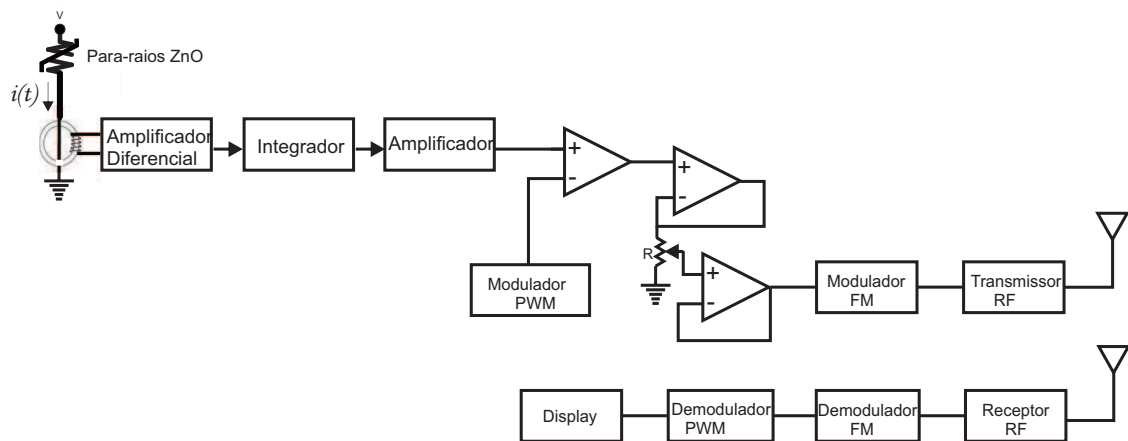 V
Para-raios ZnO
i(t)
Amplificador
Diferencial
Integrador
Amplificador
+
-
+
-
Modulador
PWM
R
+
-
Modulador
FM
Transmissor
RF
Display
Demodulador
PWM
Demodulador
FM
Receptor
RF